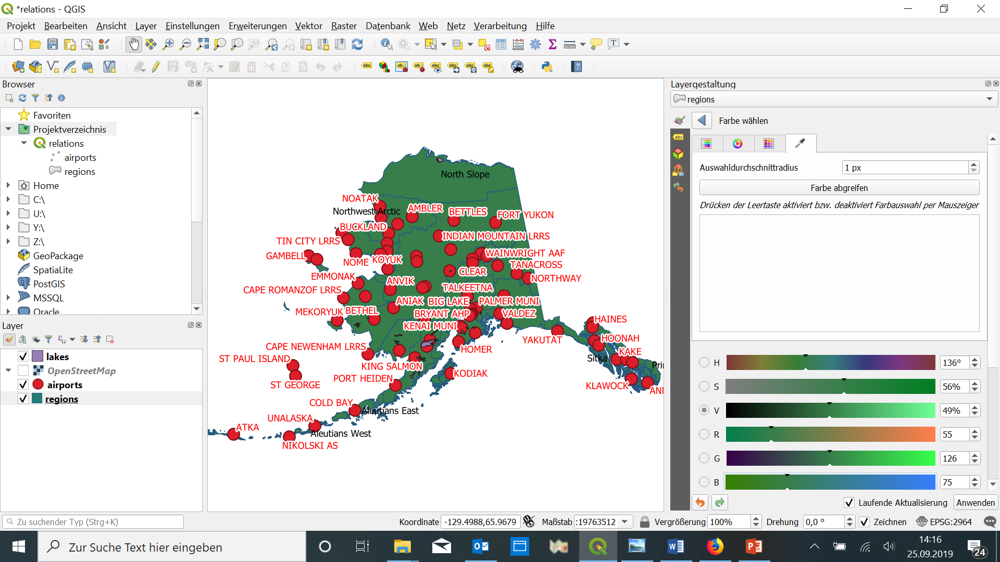 *relations - QGIS
Projekt Bearbeiten Ansicht Layer Einstellungen Erweiterungen Vektor Raster Datenbank Web Netz Verarbeitung Hilfe
Browser
Favoriten
Projektverzeichnis
relations
airports
regions
Home
C:\
U:\
Y:\
Z:\
GeoPackage
SpatiaLite
PostGIS
MSSQL
Oracle
Layer
lakes
OpenStreetMap
airports
regions
North Slope
NOATAK
Northwest Arctic
AMBLER
BETTLES
FORT YUKON
BUCKLAND
INDIAN MOUNTAIN LRRS
TIN CITY LRRS
GAMBELL
NOME
KOYUK
WAINWRIGHT AAF
TANACROSS
CLEAR
EMMONAK
ANVIK
NORTHWAY
CAPE ROMANZOF LRRS
TALKEETNA
ANIAK
BIG LAKE
PALMER MUNI
MEKORYUK
BETHEL
BRYANT AHP
VALDEZ
KENAI MUNI
HAINES
YAKUTAT
HOONAH
CAPE NEWENHAM LRRS
HOMER
KAKE
ST PAUL ISLAND
Sitka
Pri
KING SALMON
KODIAK
PORT HEIDEN
ST GEORGE
KLAWOCK
ANN
COLD BAY
Aleutians East
UNALASKA
ATKA
Aleutians West
NIKOLSKI AS
Layergestaltung
regions
Farbe wählen
Auswahldurchschnittradius 1 px
Farbe abgreifen
Drücken der Leertaste aktiviert bzw. deaktiviert Farbauswahl per Mauszeiger
H 136°
S 56%
V 49%
R 55
G 126
B 75
Laufende Aktualisierung Anwenden
Zu suchender Typ (Strg+K) Koordinate -129.4988,65.9679 Maßstab :19763512 Vergrößerung 100% Drehung 0,0 ° Zeichnen EPSG:2964
Zur Suche Text hier eingeben
14:16
25.09.2019
24